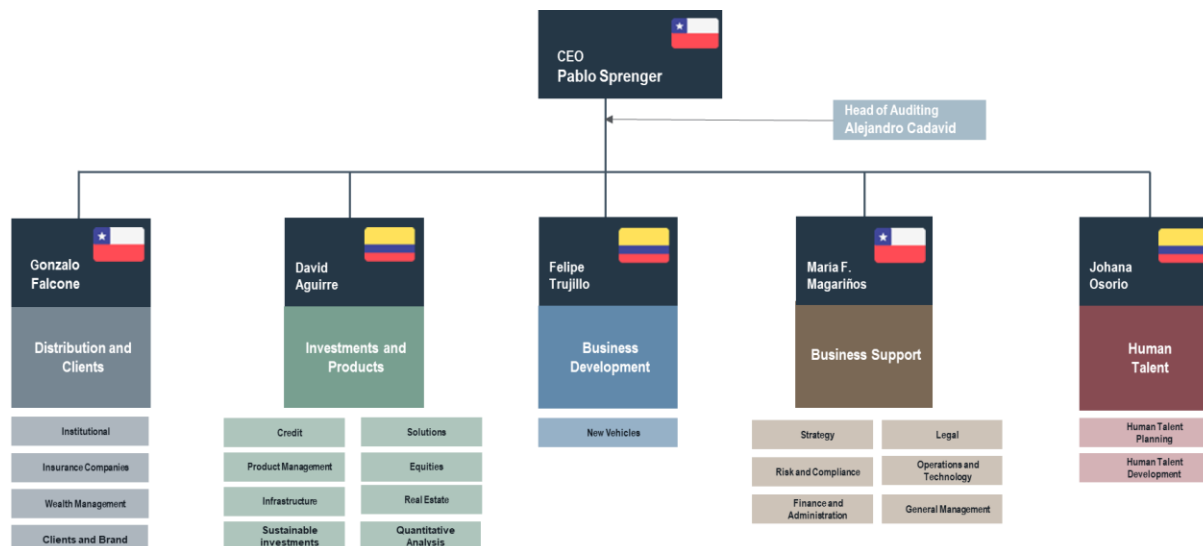 CEO
Pablo Sprenger
Head of Auditing
Alejandro Cadavid
Gonzalo
Falcone
Distribution and
Clients
Institutional
Insurance Companies
Wealth Management
Clients and Brand
David
Aguirre
Investments and
Products
Credit
Solutions
Product Management
Equities
Infrastructure
Real Estate
Sustainable
investments
Quantitative
Analysis
Felipe
Trujillo
Business
Development
New Vehicles
Maria F.
Magariños
Business Support
Strategy
Legal
Risk and Compliance
Operations and
Technology
Finance and
Administration
General Management
Johana
Osorio
Human
Talent
Human Talent
Planning
Human Talent
Development